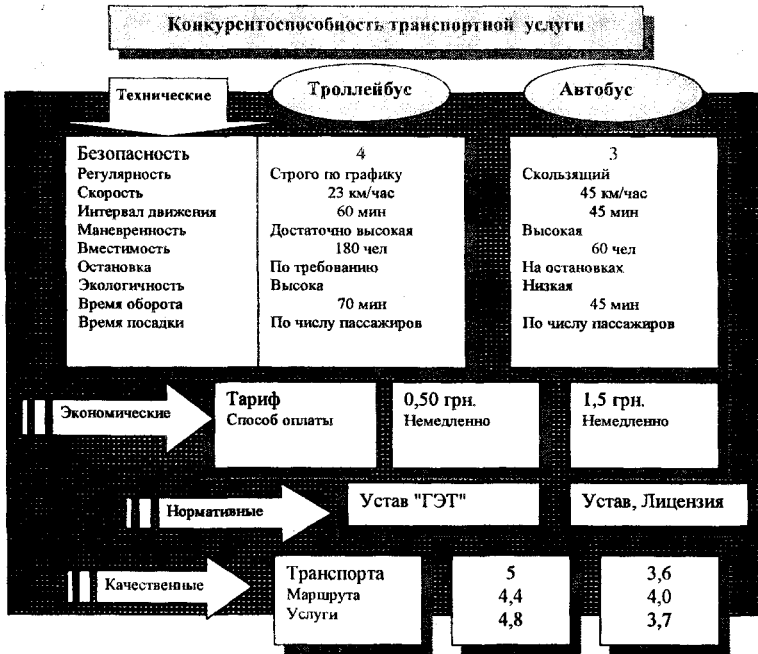 Конкурентоспособность транспортной услуги
Технические Троллейбус Автобус
Безопасность 4 3
Регулярность Строго по графику Скользящий
Скорость 23 км/час 45 км/час
Интервал движения 60 мин 45 мин
Маневренность Достаточно высокая Высокая
Вместимость 180 чел 60 чел
Остановка По требованию На остановках
Экологичность Высока Низкая
Время оборота 70 мин 45 мин
Время посадки По числу пассажиров По числу пассажиров
Экономические Тариф 0,50 грн. 1,5 грн.
Способ оплаты Немедленно Немедленно
Нормативные Устав "ГЭТ" Устав, Лицензия
Качественные Транспорта 5 3,6
Маршрута 4,4 4,0
Услуги 4,8 3,7